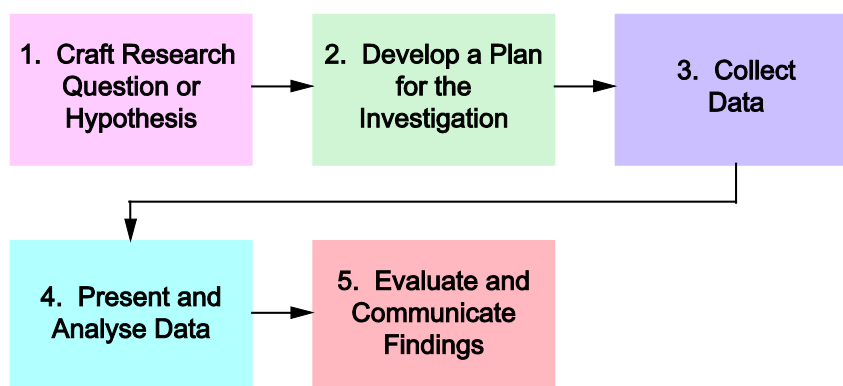 1.  Craft Research
Question or
Hypothesis
2.  Develop a Plan
for the
Investigation
3.  Collect
Data
4.  Present and
Analyse Data
5.  Evaluate and
Communicate
Findings